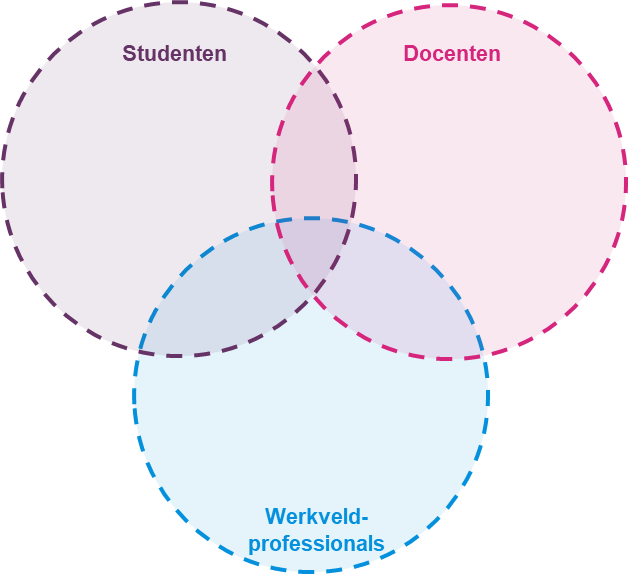 Studenten
Docenten
Werkveld-
professionals